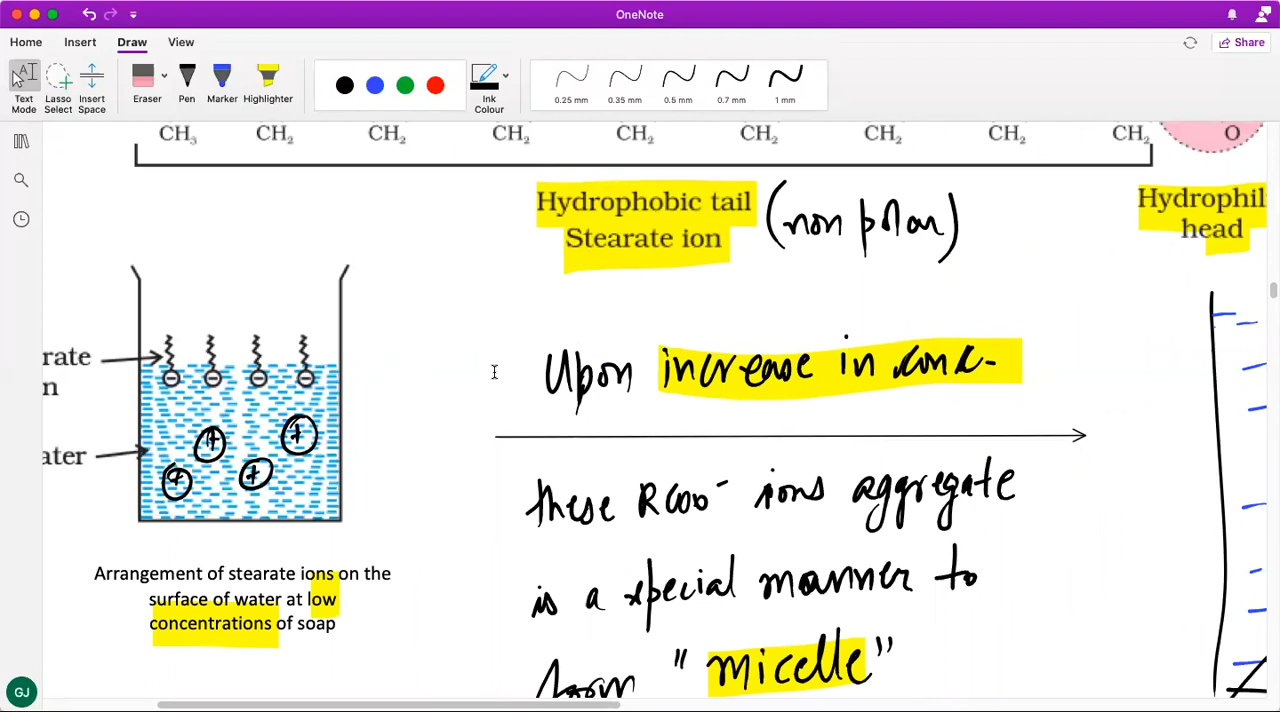 OneNote
Home Insert Draw View
Share
Text Mode
Lasso Select
Insert Space
Eraser
Pen
Marker
Highlighter
Ink Colour
0.25 mm
0.35 mm
0.5 mm
0.7 mm
1 mm
CH₃ CH₂ CH₂ CH₂ CH₂ CH₂ CH₂ CH₂ CH₂ O
Hydrophobic tail
Stearate ion
(non polar)
Hydrophil
head
rate
n
ater
+ + + +
Arrangement of stearate ions on the
surface of water at low
concentrations of soap
Upon increase in conc.
these RCOO⁻ ions aggregate
is a special manner to
form "micelle"
GJ